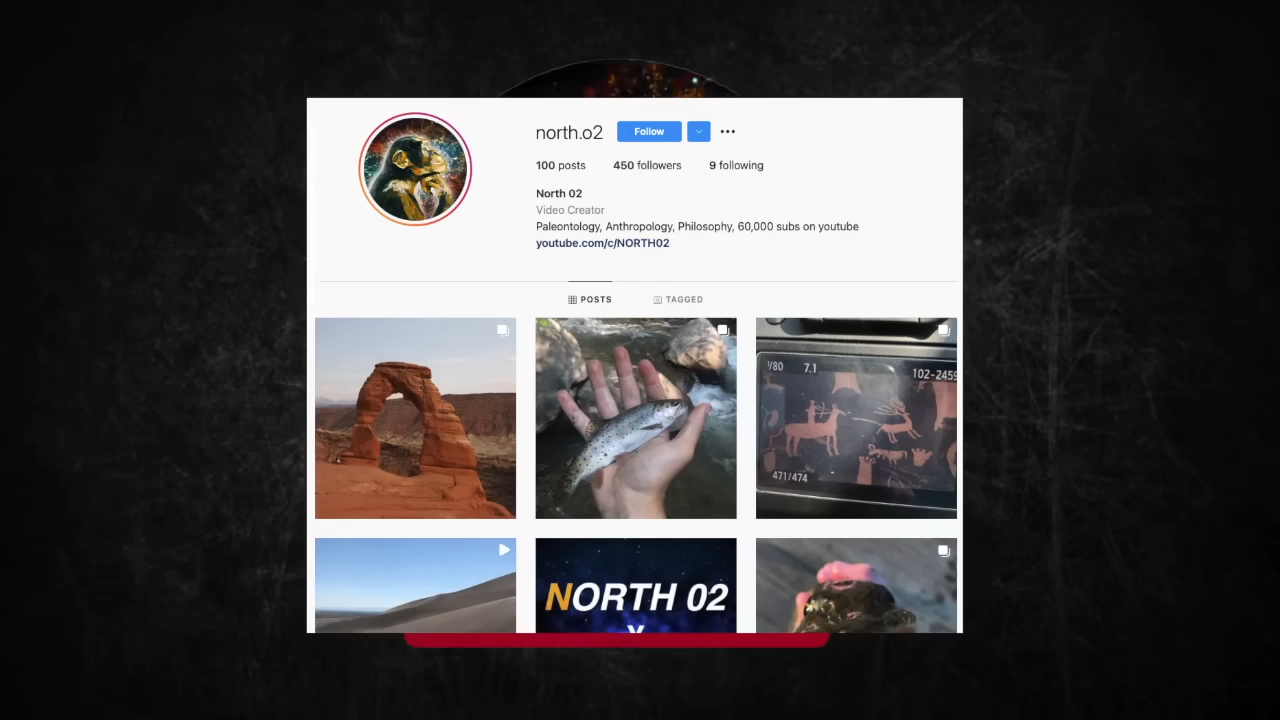 north.o2 Follow
100 posts 450 followers 9 following
North 02
Video Creator
Paleontology, Anthropology, Philosophy, 60,000 subs on youtube
youtube.com/c/NORTH02
POSTS TAGGED
/80 7.1 102-2459
471/474
NORTH 02